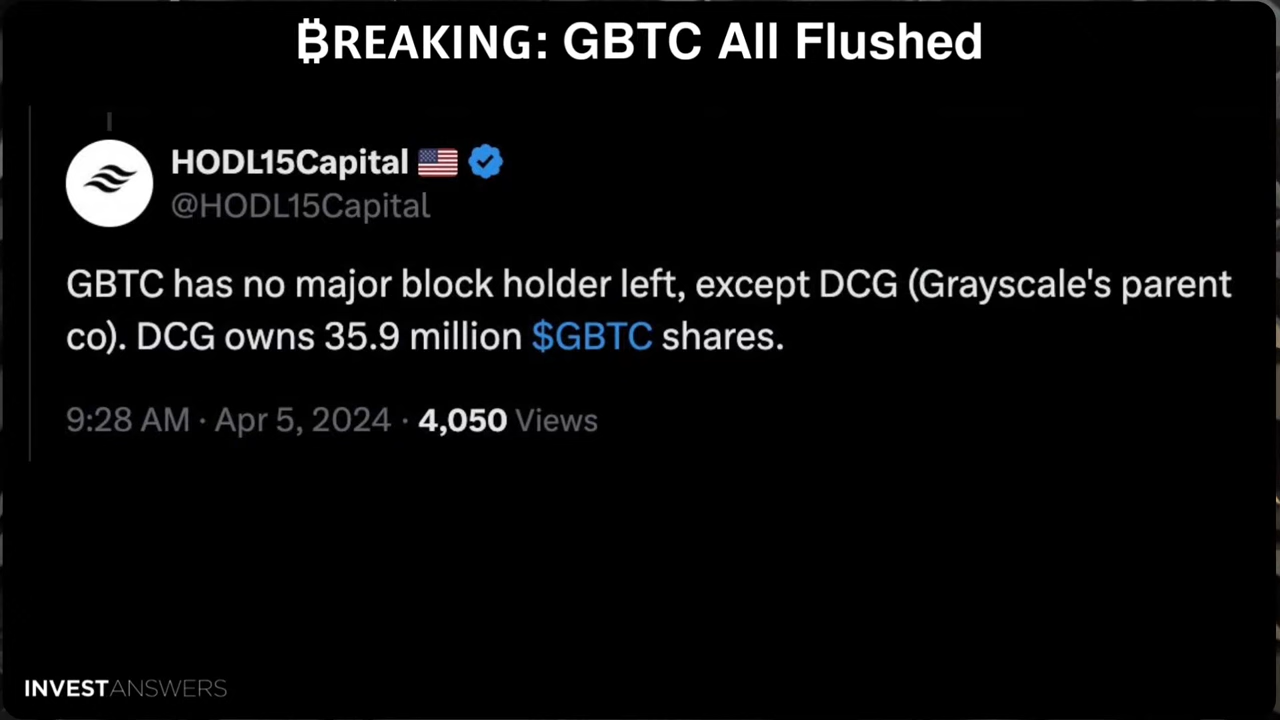 ₿REAKING: GBTC All Flushed
HODL15Capital 🇺🇸
@HODL15Capital
GBTC has no major block holder left, except DCG (Grayscale's parent
co). DCG owns 35.9 million $GBTC shares.
9:28 AM · Apr 5, 2024 · 4,050 Views
INVESTANSWERS